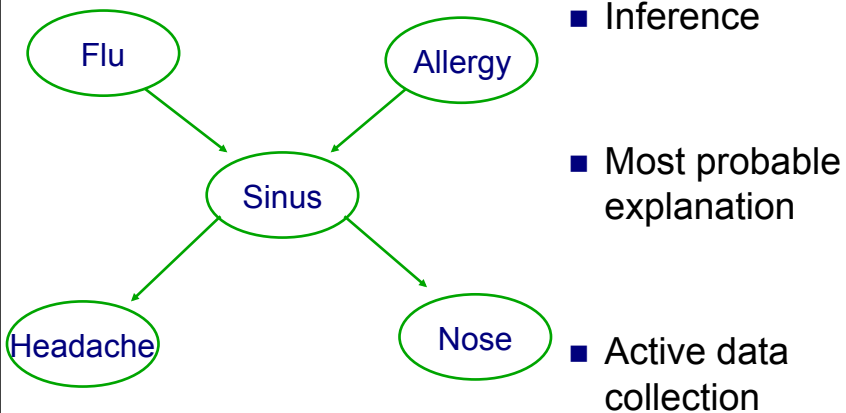 Flu
Allergy
Sinus
Headache
Nose
Inference
Most probable
explanation
Active data
collection